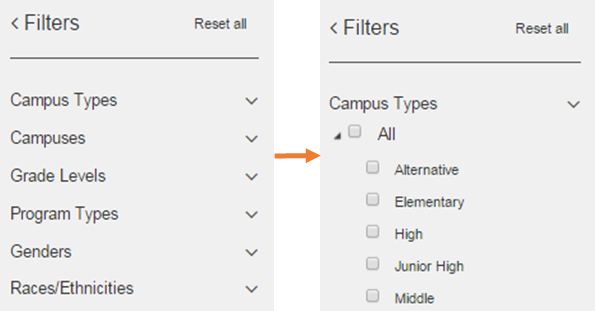 Filters Reset all
Campus Types
Campuses
Grade Levels
Program Types
Genders
Races/Ethnicities
Filters Reset all
Campus Types
All
Alternative
Elementary
High
Junior High
Middle